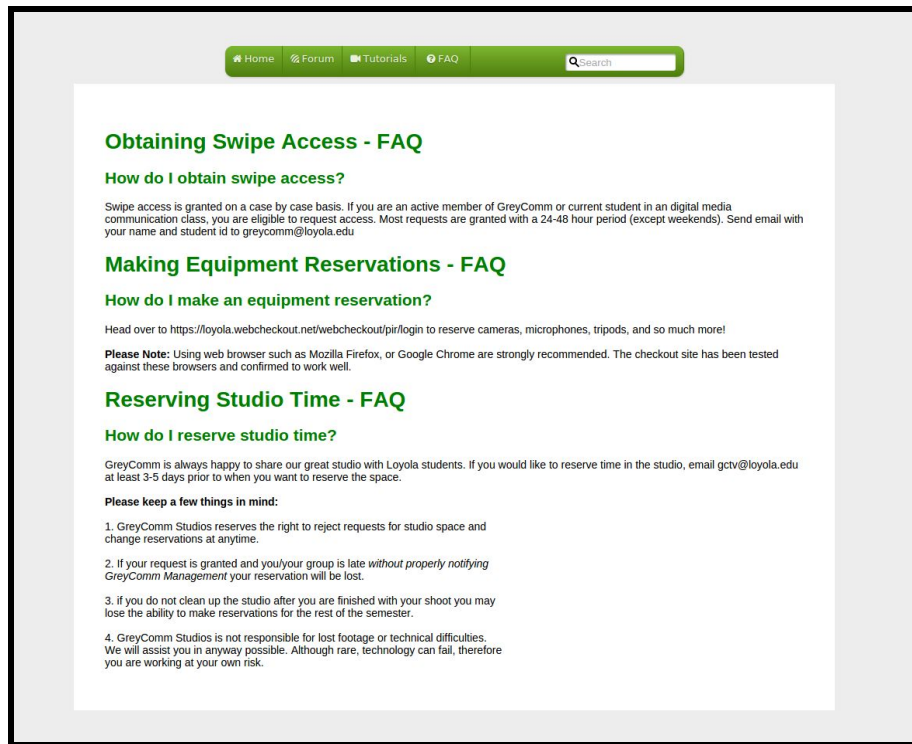 Home Forum Tutorials FAQ Search
Obtaining Swipe Access - FAQ
How do I obtain swipe access?
Swipe access is granted on a case by case basis. If you are an active member of GreyComm or current student in an digital media
communication class, you are eligible to request access. Most requests are granted with a 24-48 hour period (except weekends). Send email with
your name and student id to greycomm@loyola.edu
Making Equipment Reservations - FAQ
How do I make an equipment reservation?
Head over to https://loyola.webcheckout.net/webcheckout/pir/login to reserve cameras, microphones, tripods, and so much more!
Please Note: Using web browser such as Mozilla Firefox, or Google Chrome are strongly recommended. The checkout site has been tested
against these browsers and confirmed to work well.
Reserving Studio Time - FAQ
How do I reserve studio time?
GreyComm is always happy to share our great studio with Loyola students. If you would like to reserve time in the studio, email gctv@loyola.edu
at least 3-5 days prior to when you want to reserve the space.
Please keep a few things in mind:
1. GreyComm Studios reserves the right to reject requests for studio space and
change reservations at anytime.
2. If your request is granted and you/your group is late without properly notifying
GreyComm Management your reservation will be lost.
3. if you do not clean up the studio after you are finished with your shoot you may
lose the ability to make reservations for the rest of the semester.
4. GreyComm Studios is not responsible for lost footage or technical difficulties.
We will assist you in anyway possible. Although rare, technology can fail, therefore
you are working at your own risk.